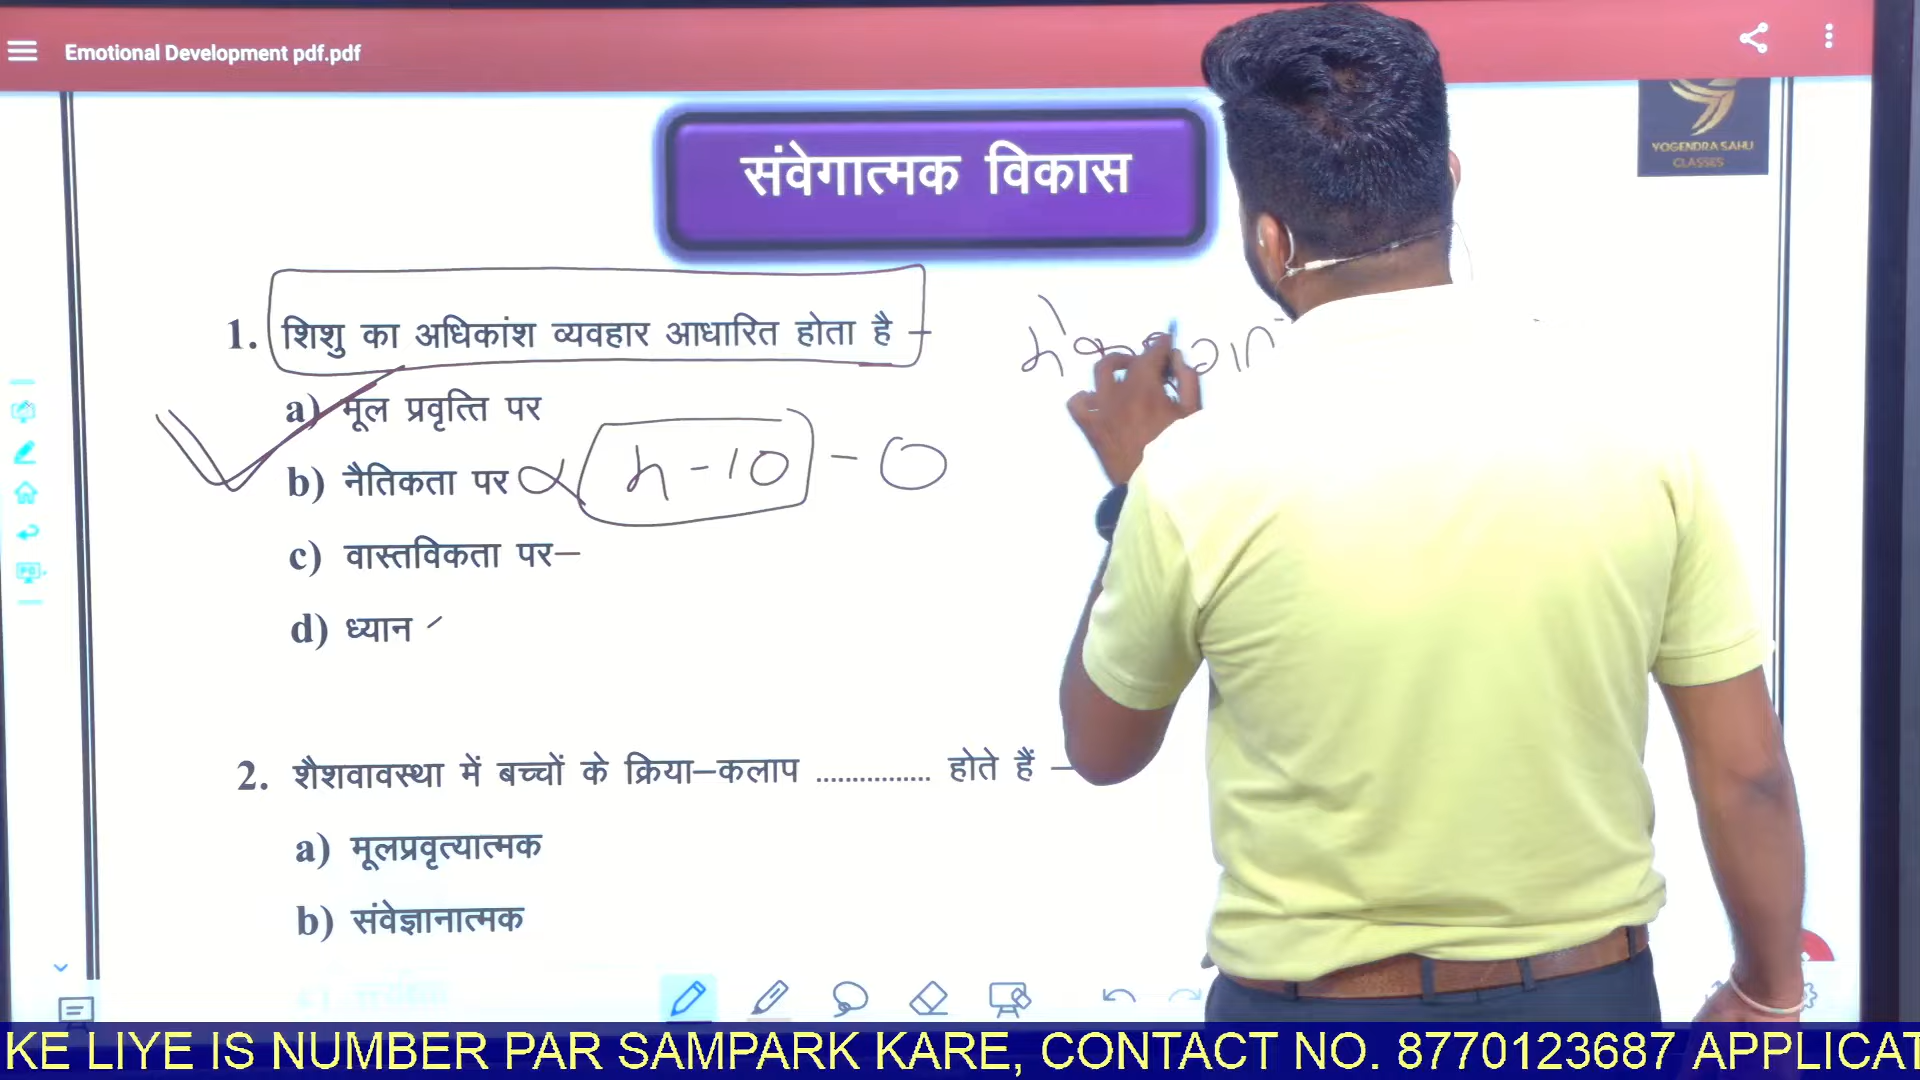 Emotional Development pdf.pdf
YOGENDRA SAHU
CLASSES
संवेगात्मक विकास
1. शिशु का अधिकांश व्यवहार आधारित होता है –
a) मूल प्रवृत्ति पर
b) नैतिकता पर
h - 10 - 0
c) वास्तविकता पर–
d) ध्यान
2. शैशवावस्था में बच्चों के क्रिया–कलाप ................ होते हैं –
a) मूलप्रवृत्यात्मक
b) संवेज्ञानात्मक
KE LIYE IS NUMBER PAR SAMPARK KARE, CONTACT NO. 8770123687 APPLICAT